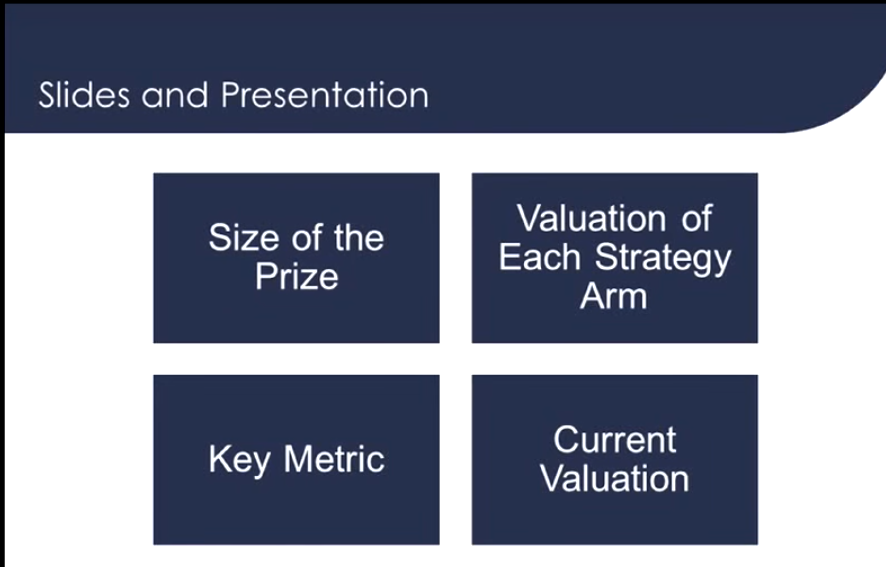 Slides and Presentation
Size of the
Prize
Valuation of
Each Strategy
Arm
Key Metric
Current
Valuation